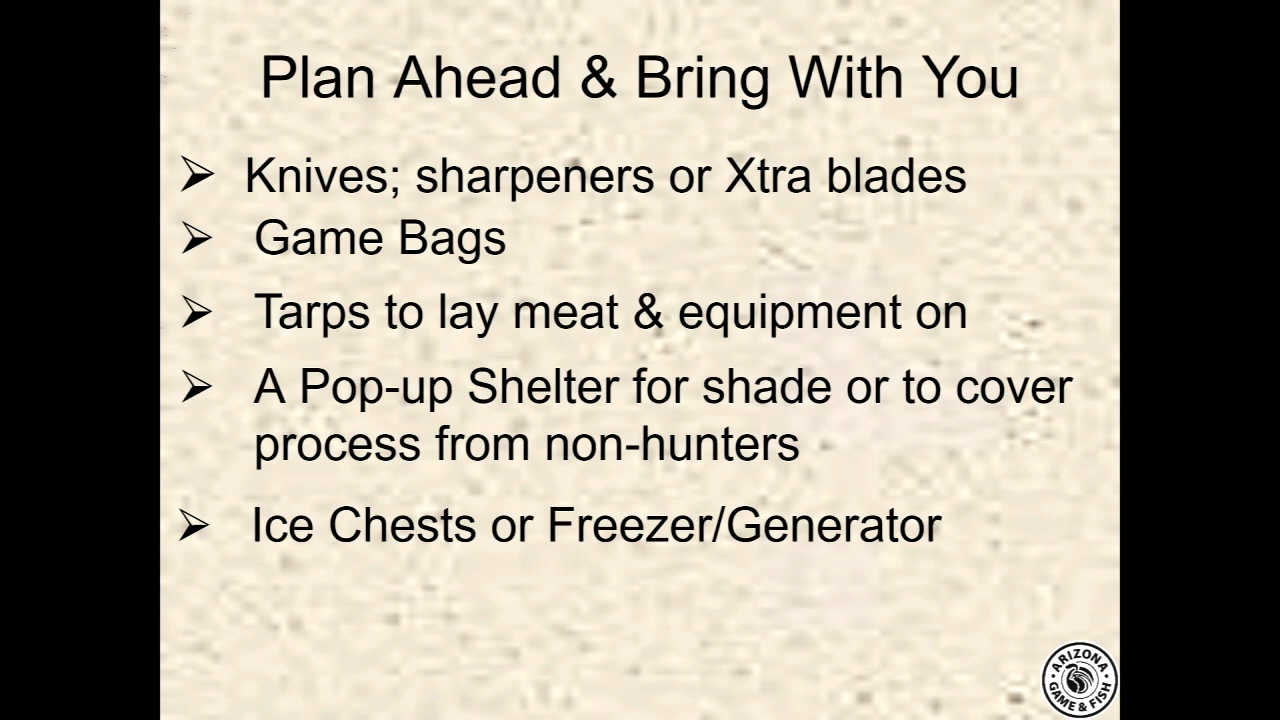 Plan Ahead & Bring With You
➢ Knives; sharpeners or Xtra blades
➢ Game Bags
➢ Tarps to lay meat & equipment on
➢ A Pop-up Shelter for shade or to cover
process from non-hunters
➢ Ice Chests or Freezer/Generator
ARIZONA
GAME & FISH